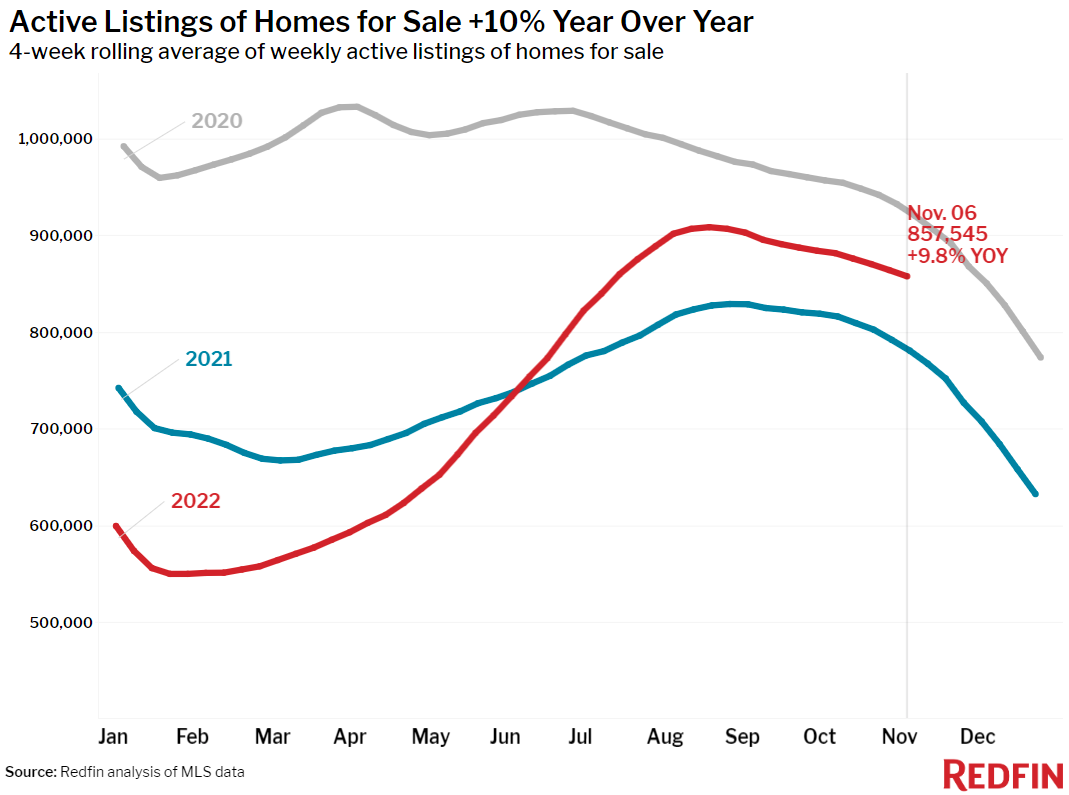 Active Listings of Homes for Sale +10% Year Over Year
4-week rolling average of weekly active listings of homes for sale
2020
1,000,000
Nov. 06
900,000
857,545
+9.8% YOY
800,000
2021
700,000
2022
600,000
500,000
Jan Feb Mar Apr May Jun Jul Aug Sep Oct Nov Dec
Source: Redfin analysis of MLS data
REDFIN